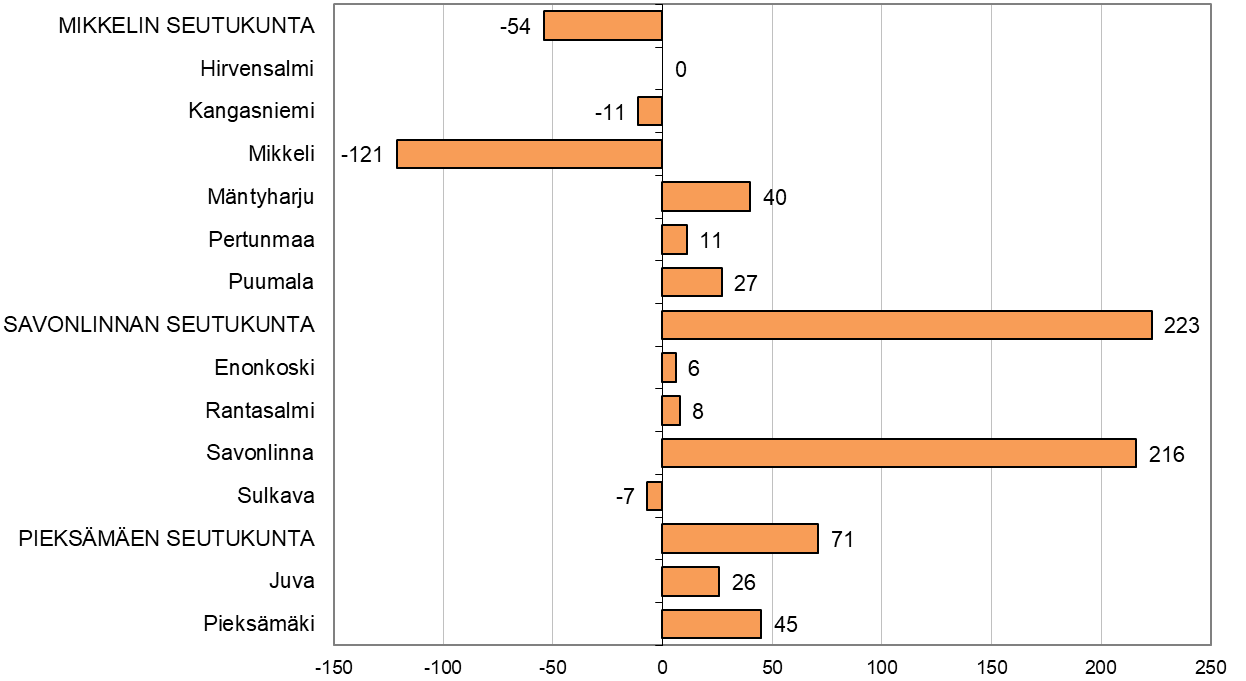 MIKKELIN SEUTUKUNTA -54
Hirvensalmi 0
Kangasniemi -11
Mikkeli -121
Mäntyharju 40
Pertunmaa 11
Puumala 27
SAVONLINNAN SEUTUKUNTA 223
Enonkoski 6
Rantasalmi 8
Savonlinna 216
Sulkava -7
PIEKSÄMÄEN SEUTUKUNTA 71
Juva 26
Pieksämäki 45
-150 -100 -50 0 50 100 150 200 250